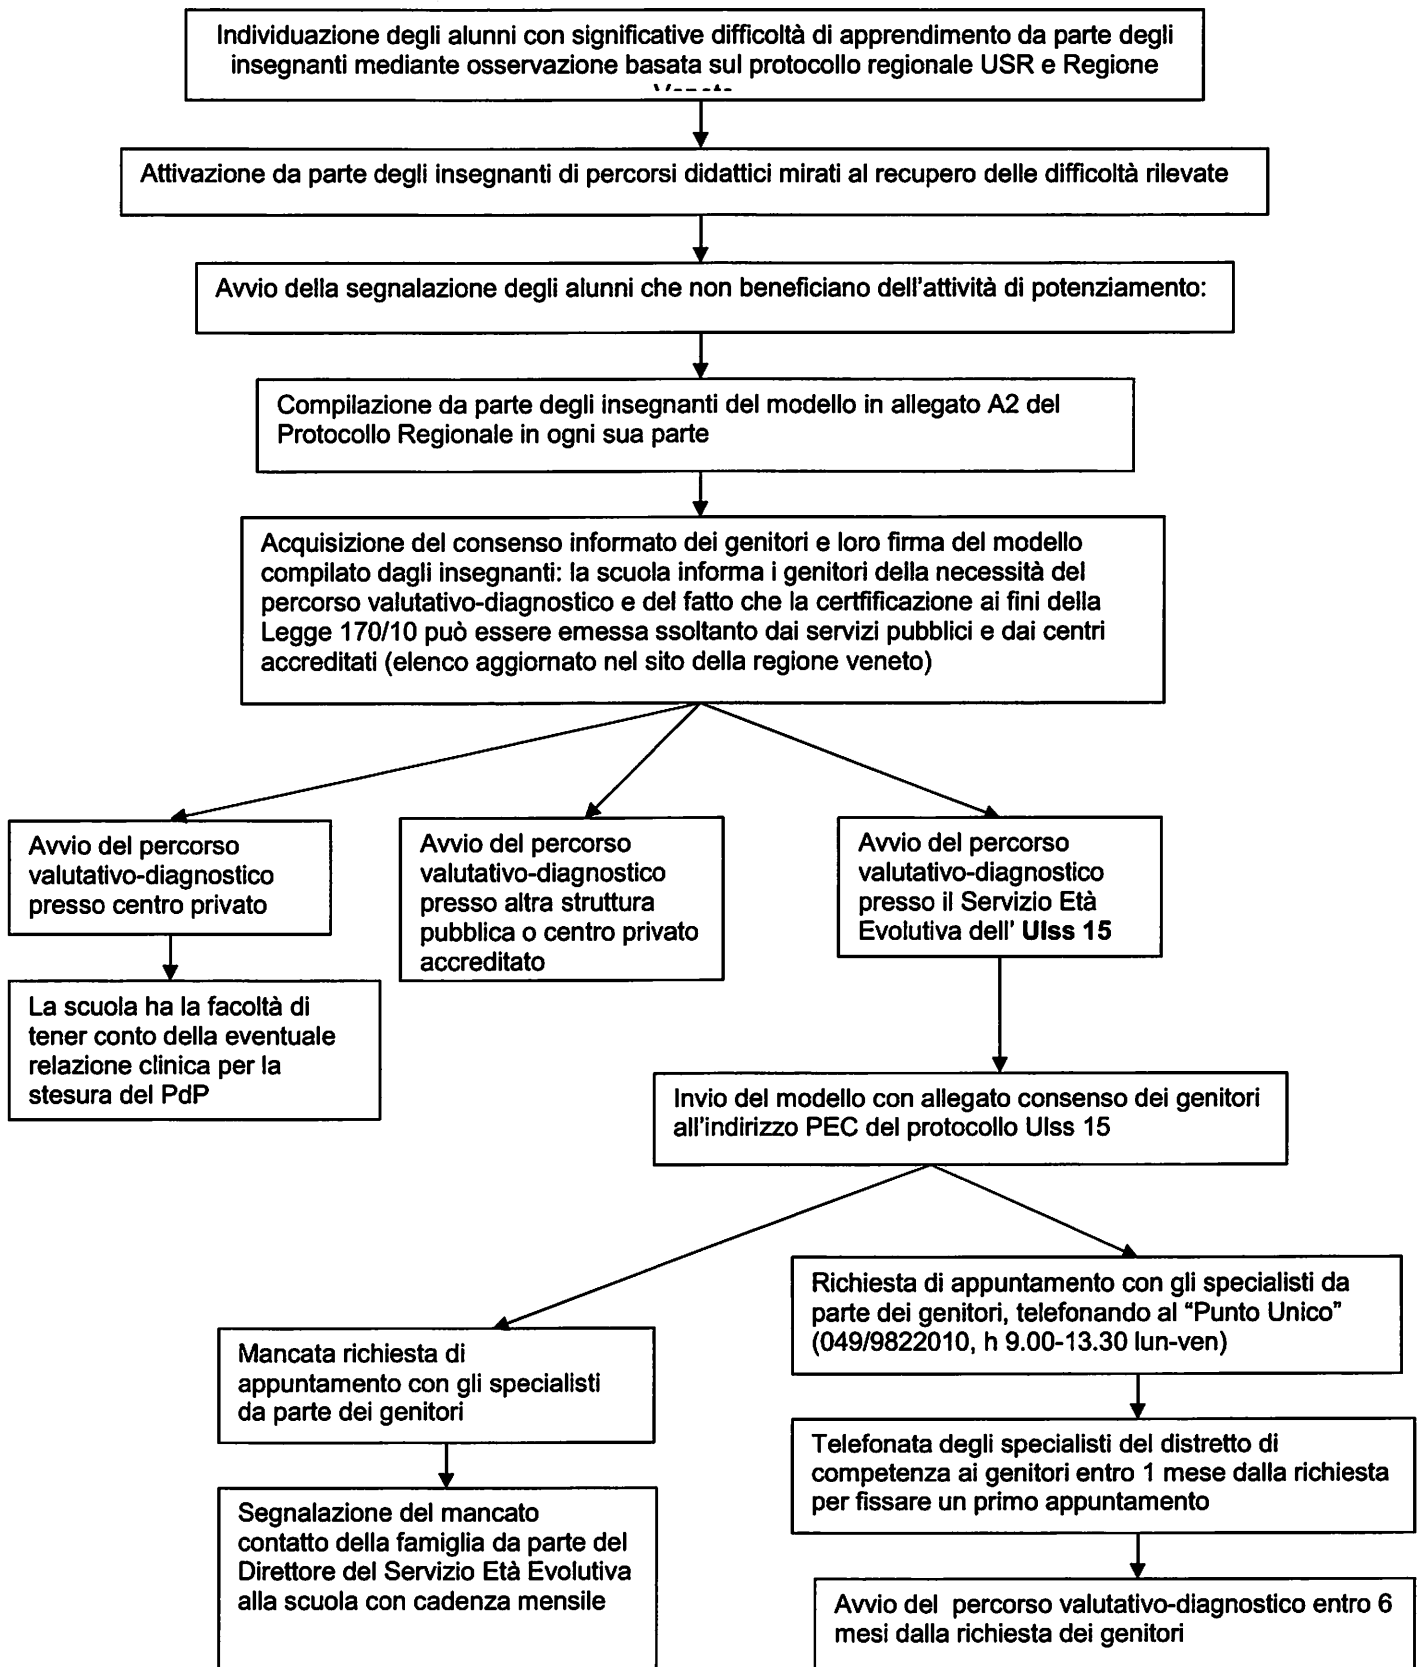 Individuazione degli alunni con significative difficoltà di apprendimento da parte degli
insegnanti mediante osservazione basata sul protocollo regionale USR e Regione
Attivazione da parte degli insegnanti di percorsi didattici mirati al recupero delle difficoltà rilevate
Avvio della segnalazione degli alunni che non beneficiano dell'attività di potenziamento:
Compilazione da parte degli insegnanti del modello in allegato A2 del
Protocollo Regionale in ogni sua parte
Acquisizione del consenso informato dei genitori e loro firma del modello
compilato dagli insegnanti: la scuola informa i genitori della necessità del
percorso valutativo-diagnostico e del fatto che la certfificazione ai fini della
Legge 170/10 può essere emessa ssoltanto dai servizi pubblici e dai centri
accreditati (elenco aggiornato nel sito della regione veneto)
Avvio del percorso
valutativo-diagnostico
presso centro privato
La scuola ha la facoltà di
tener conto della eventuale
relazione clinica per la
stesura del PdP
Avvio del percorso
valutativo-diagnostico
presso altra struttura
pubblica o centro privato
accreditato
Avvio del percorso
valutativo-diagnostico
presso il Servizio Età
Evolutiva dell' Ulss 15
Invio del modello con allegato consenso dei genitori
all'indirizzo PEC del protocollo Ulss 15
Mancata richiesta di
appuntamento con gli specialisti
da parte dei genitori
Segnalazione del mancato
contatto della famiglia da parte del
Direttore del Servizio Età Evolutiva
alla scuola con cadenza mensile
Richiesta di appuntamento con gli specialisti da
parte dei genitori, telefonando al “Punto Unico”
(049/9822010, h 9.00-13.30 lun-ven)
Telefonata degli specialisti del distretto di
competenza ai genitori entro 1 mese dalla richiesta
per fissare un primo appuntamento
Avvio del percorso valutativo-diagnostico entro 6
mesi dalla richiesta dei genitori